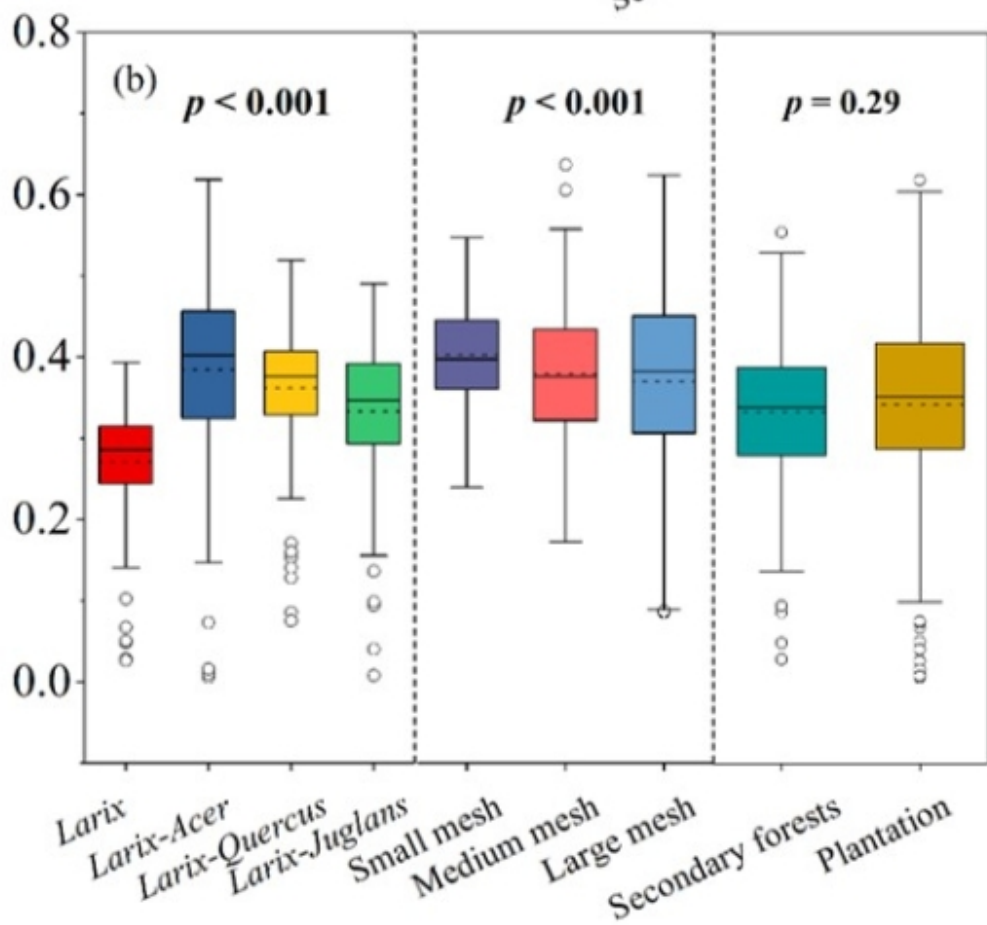 0.8
(b)
p < 0.001
p < 0.001
p = 0.29
0.6
0.4
0.2
0.0
Larix
Larix-Acer
Larix-Quercus
Larix-Juglans
Small mesh
Medium mesh
Large mesh
Secondary forests
Plantation